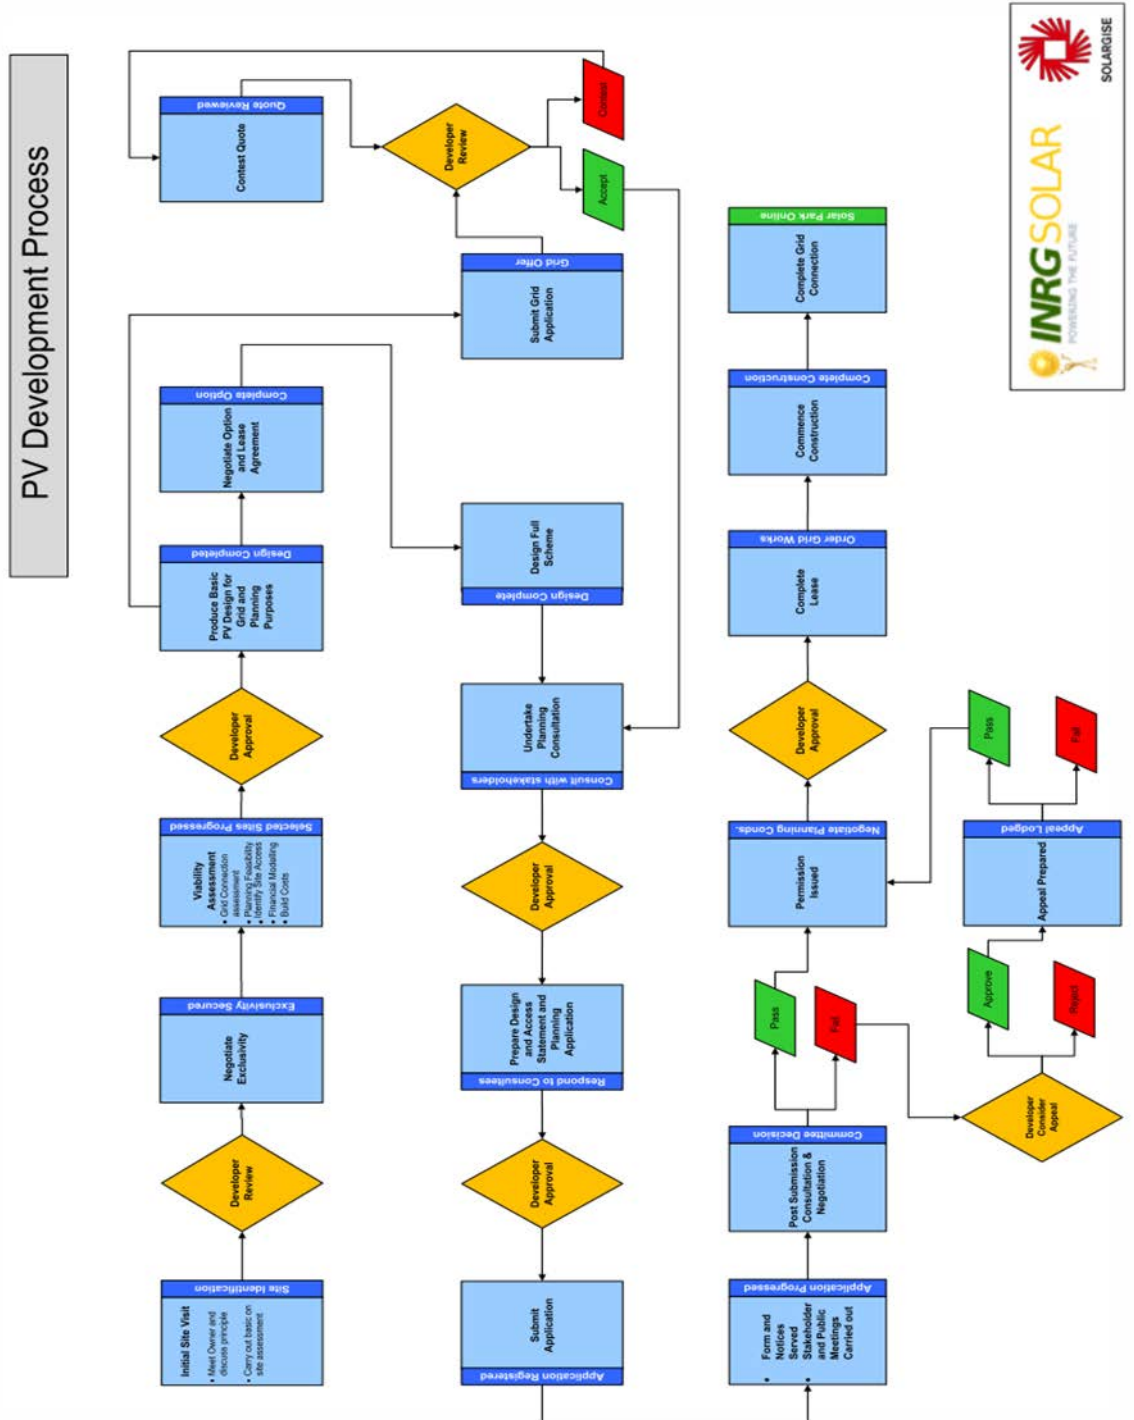 PV Development Process
Initial Site Visit
• Meet Owner and
discuss principle
• Carry out basic on
site assessment
Site Identification
Developer
Review
Negotiate
Exclusivity
Exclusivity Secured
Viability
Assessment
• Grid Connection
assessment
• Planning Feasibility
• Identify Site Access
• Financial Modelling
• Build Costs
Selected Sites Progressed
Developer
Approval
Produce Basic
PV Design for
Grid and
Planning
Purposes
Design Completed
Negotiate Option
and Lease
Agreement
Complete Option
Contest Quote
Quote Reviewed
Submit Grid
Application
Grid Offer
Developer
Review
Contest
Accept
Design Full
Scheme
Design Complete
Undertake
Planning
Consultation
Consult with stakeholders
Developer
Approval
Prepare Design
and Access
Statement and
Planning
Application
Respond to Consultees
Developer
Approval
Submit
Application
Application Registered
• Form and
Notices
Served
• Stakeholder
and Public
Meetings
Carried out
Application Progressed
Post Submission
Consultation &
Negotiation
Committee Decision
Pass
Fail
Permission
Issued
Negotiate Planning Conds.
Developer
Approval
Complete
Lease
Order Grid Works
Commence
Construction
Complete Construction
Complete Grid
Connection
Solar Park Online
Developer
Consider
Appeal
Approve
Reject
Appeal Prepared
Appeal Lodged
Pass
Fail
INRG SOLAR
POWERING THE FUTURE
SOLARGISE